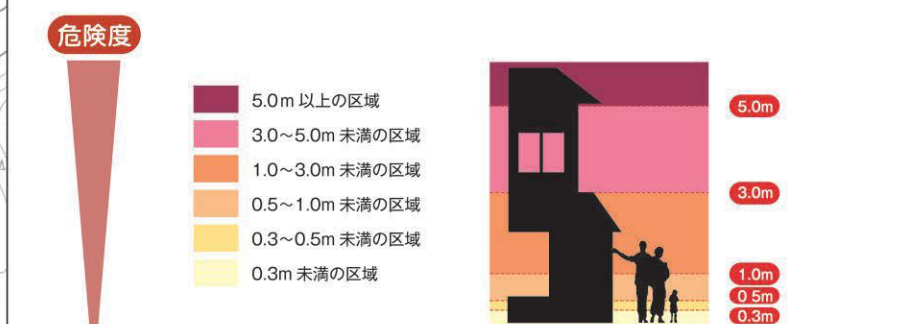 危険度
5.0m 以上の区域
3.0～5.0m 未満の区域
1.0～3.0m 未満の区域
0.5～1.0m 未満の区域
0.3～0.5m 未満の区域
0.3m 未満の区域
5.0m
3.0m
1.0m
0 5m
0.3m